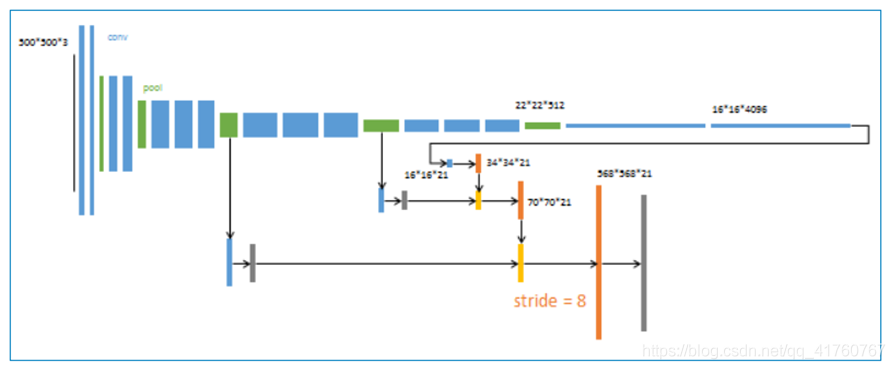 500*500*3
conv
pool
22*22*512
16*16*4096
34*34*21
16*16*21
568*568*21
70*70*21
stride = 8
https://blog.csdn.net/qq_41760767